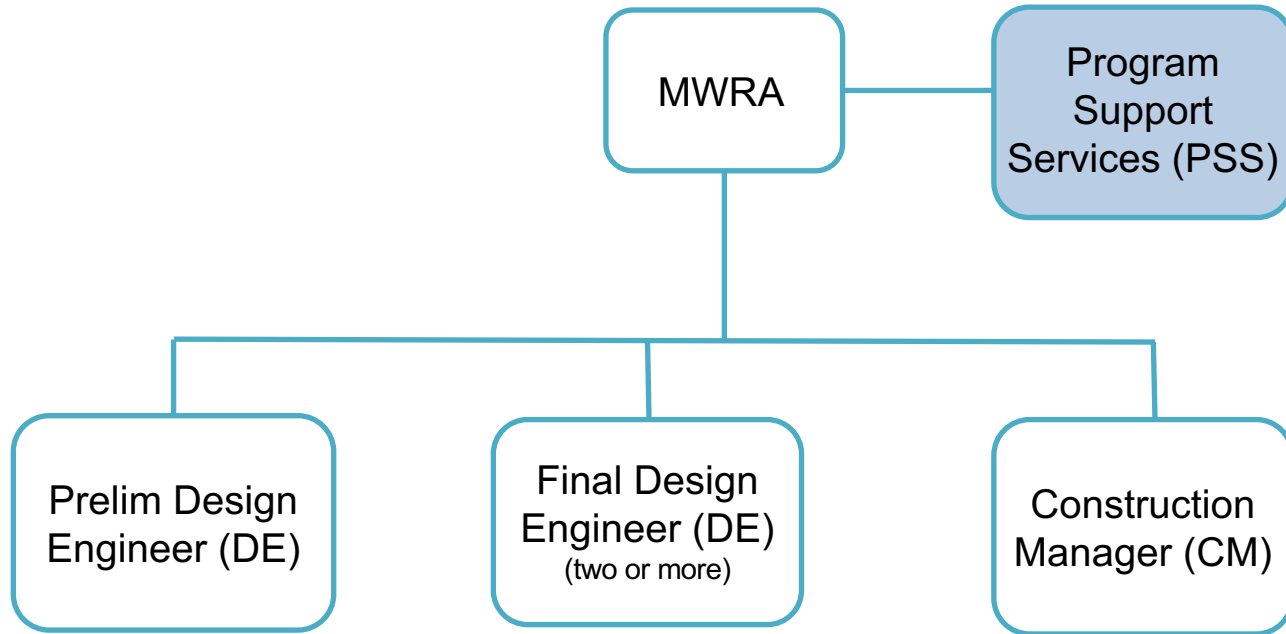 MWRA
Program
Support
Services (PSS)
Prelim Design
Engineer (DE)
Final Design
Engineer (DE)
(two or more)
Construction
Manager (CM)